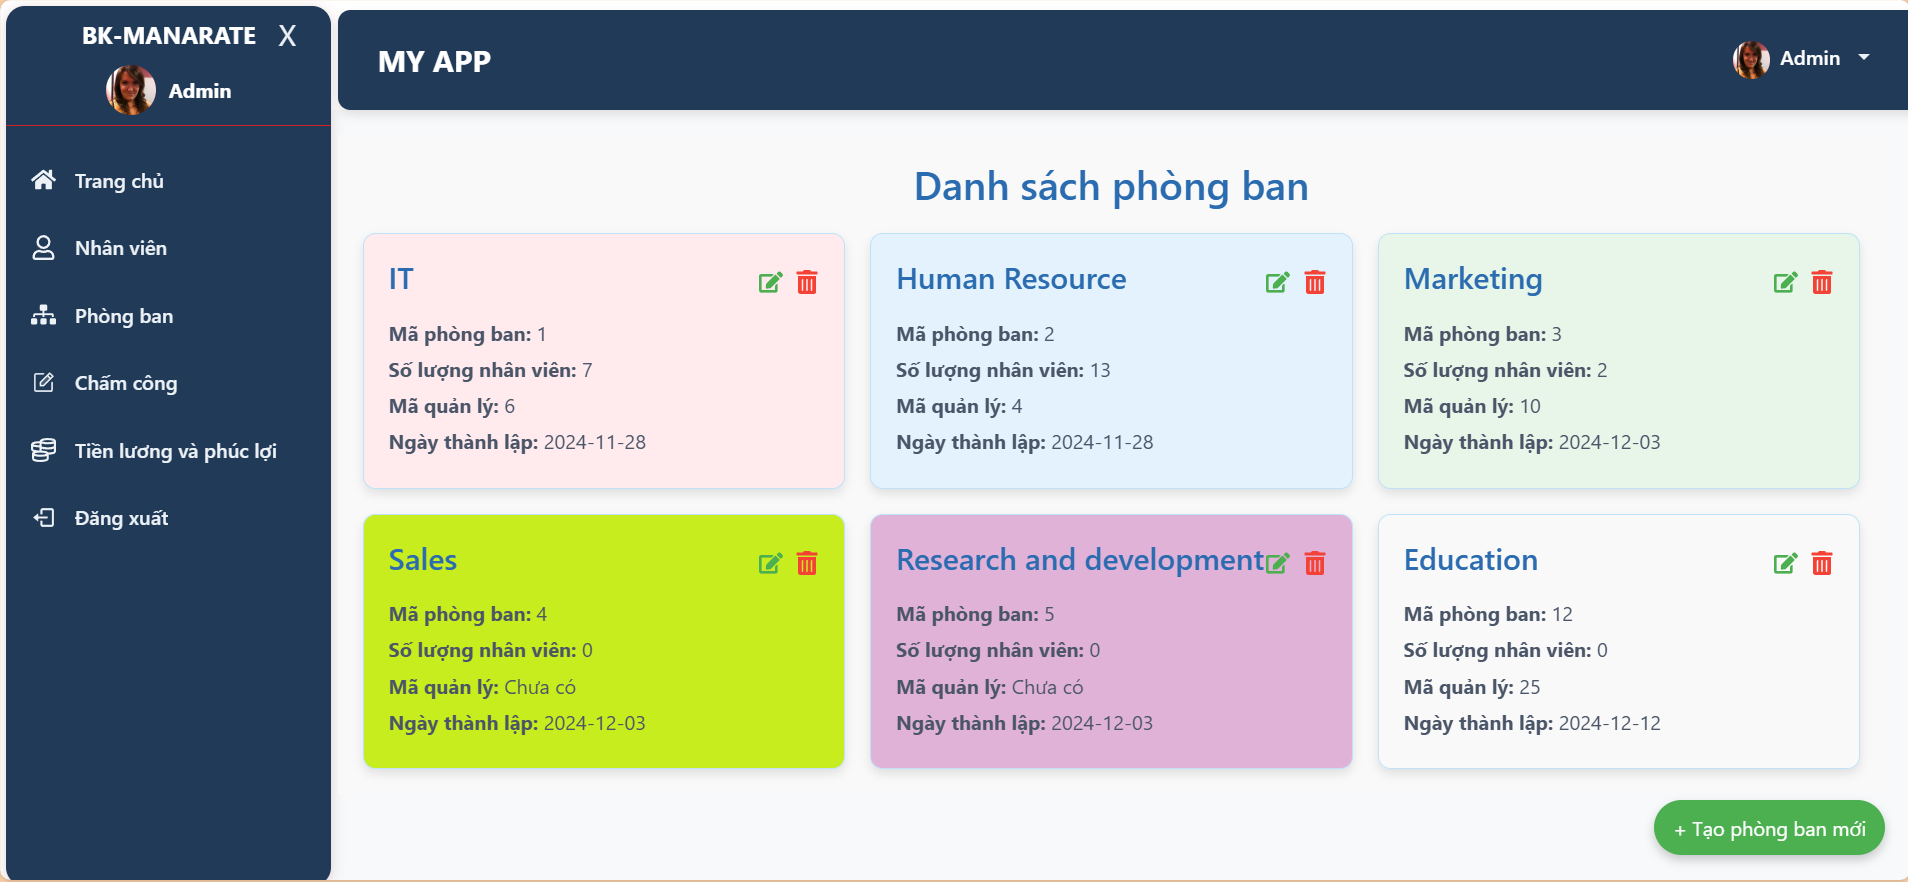 BK-MANARATE X
Admin
Trang chủ
Nhân viên
Phòng ban
Chấm công
Tiền lương và phúc lợi
Đăng xuất
MY APP
Admin
Danh sách phòng ban
IT
Mã phòng ban: 1
Số lượng nhân viên: 7
Mã quản lý: 6
Ngày thành lập: 2024-11-28
Human Resource
Mã phòng ban: 2
Số lượng nhân viên: 13
Mã quản lý: 4
Ngày thành lập: 2024-11-28
Marketing
Mã phòng ban: 3
Số lượng nhân viên: 2
Mã quản lý: 10
Ngày thành lập: 2024-12-03
Sales
Mã phòng ban: 4
Số lượng nhân viên: 0
Mã quản lý: Chưa có
Ngày thành lập: 2024-12-03
Research and development
Mã phòng ban: 5
Số lượng nhân viên: 0
Mã quản lý: Chưa có
Ngày thành lập: 2024-12-03
Education
Mã phòng ban: 12
Số lượng nhân viên: 0
Mã quản lý: 25
Ngày thành lập: 2024-12-12
+ Tạo phòng ban mới